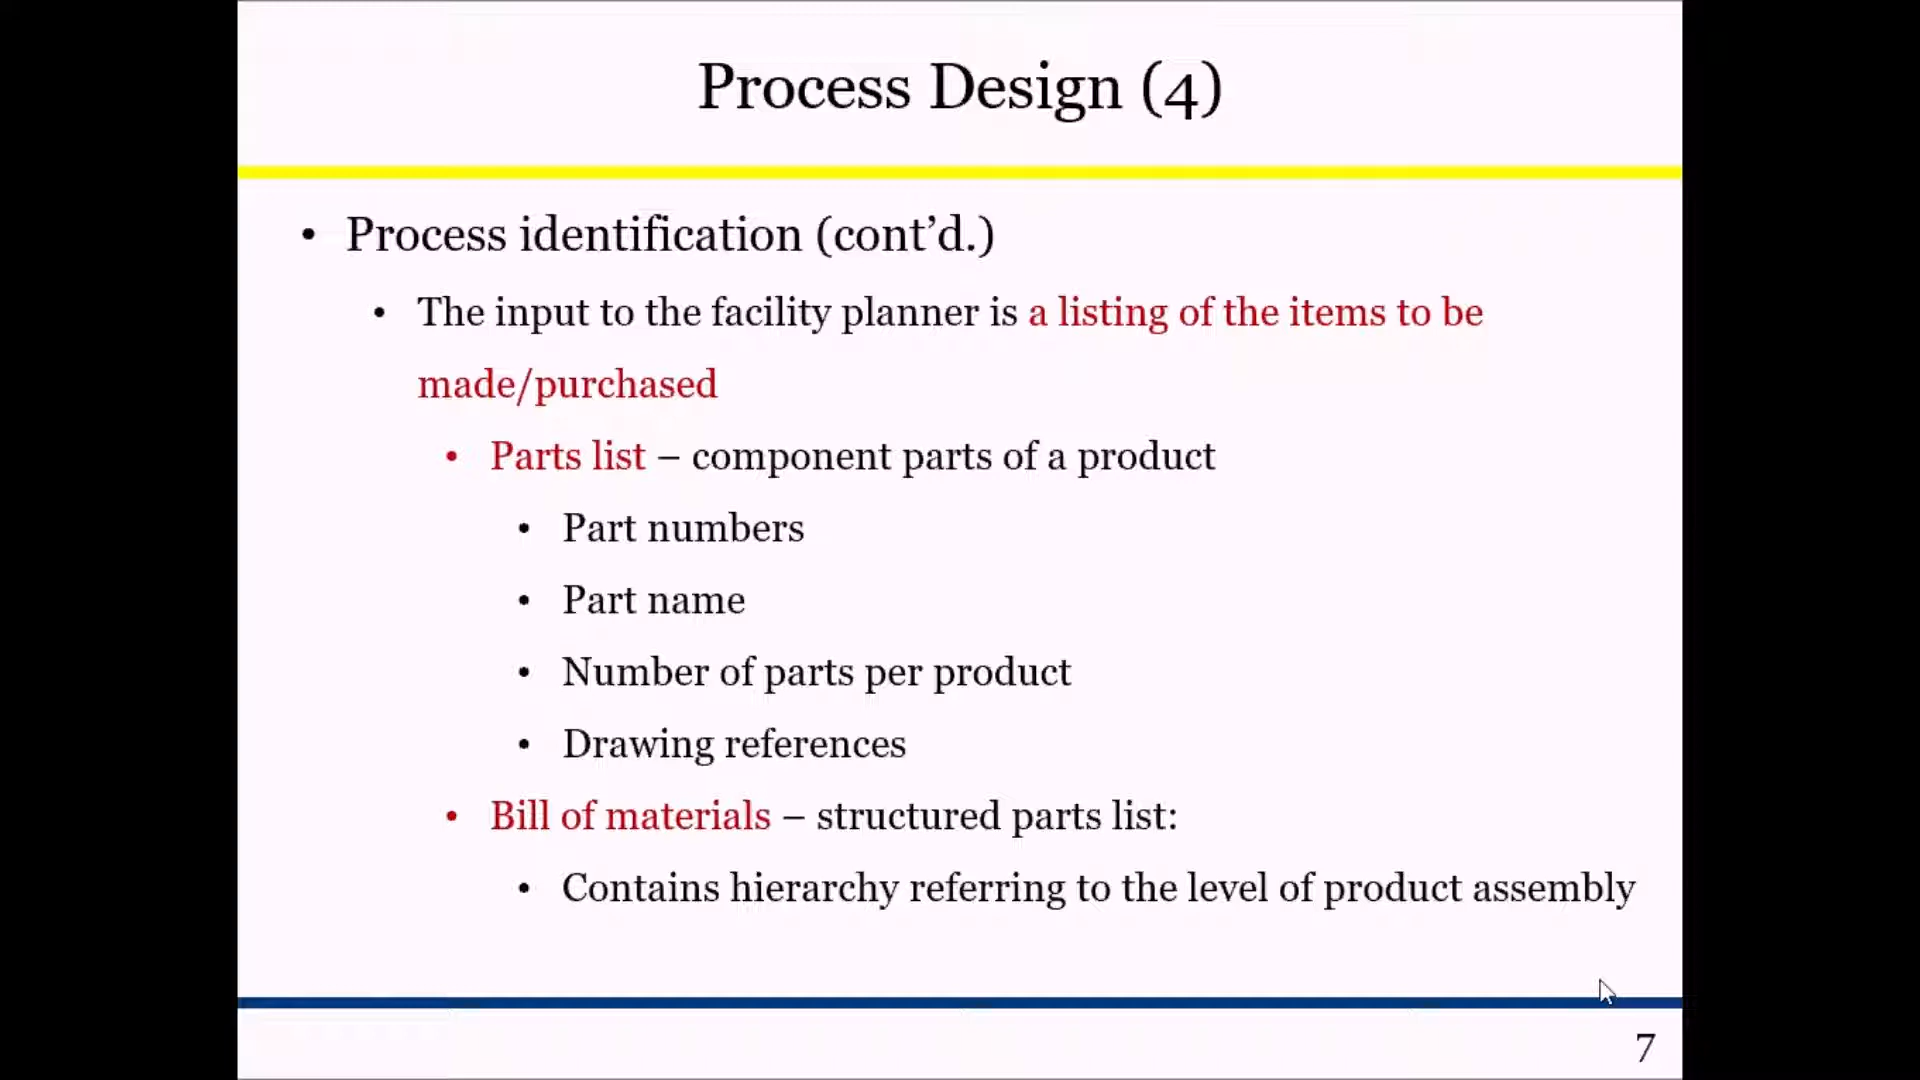 Process Design (4)
• Process identification (cont’d.)
• The input to the facility planner is a listing of the items to be
made/purchased
• Parts list – component parts of a product
• Part numbers
• Part name
• Number of parts per product
• Drawing references
• Bill of materials – structured parts list:
• Contains hierarchy referring to the level of product assembly
7